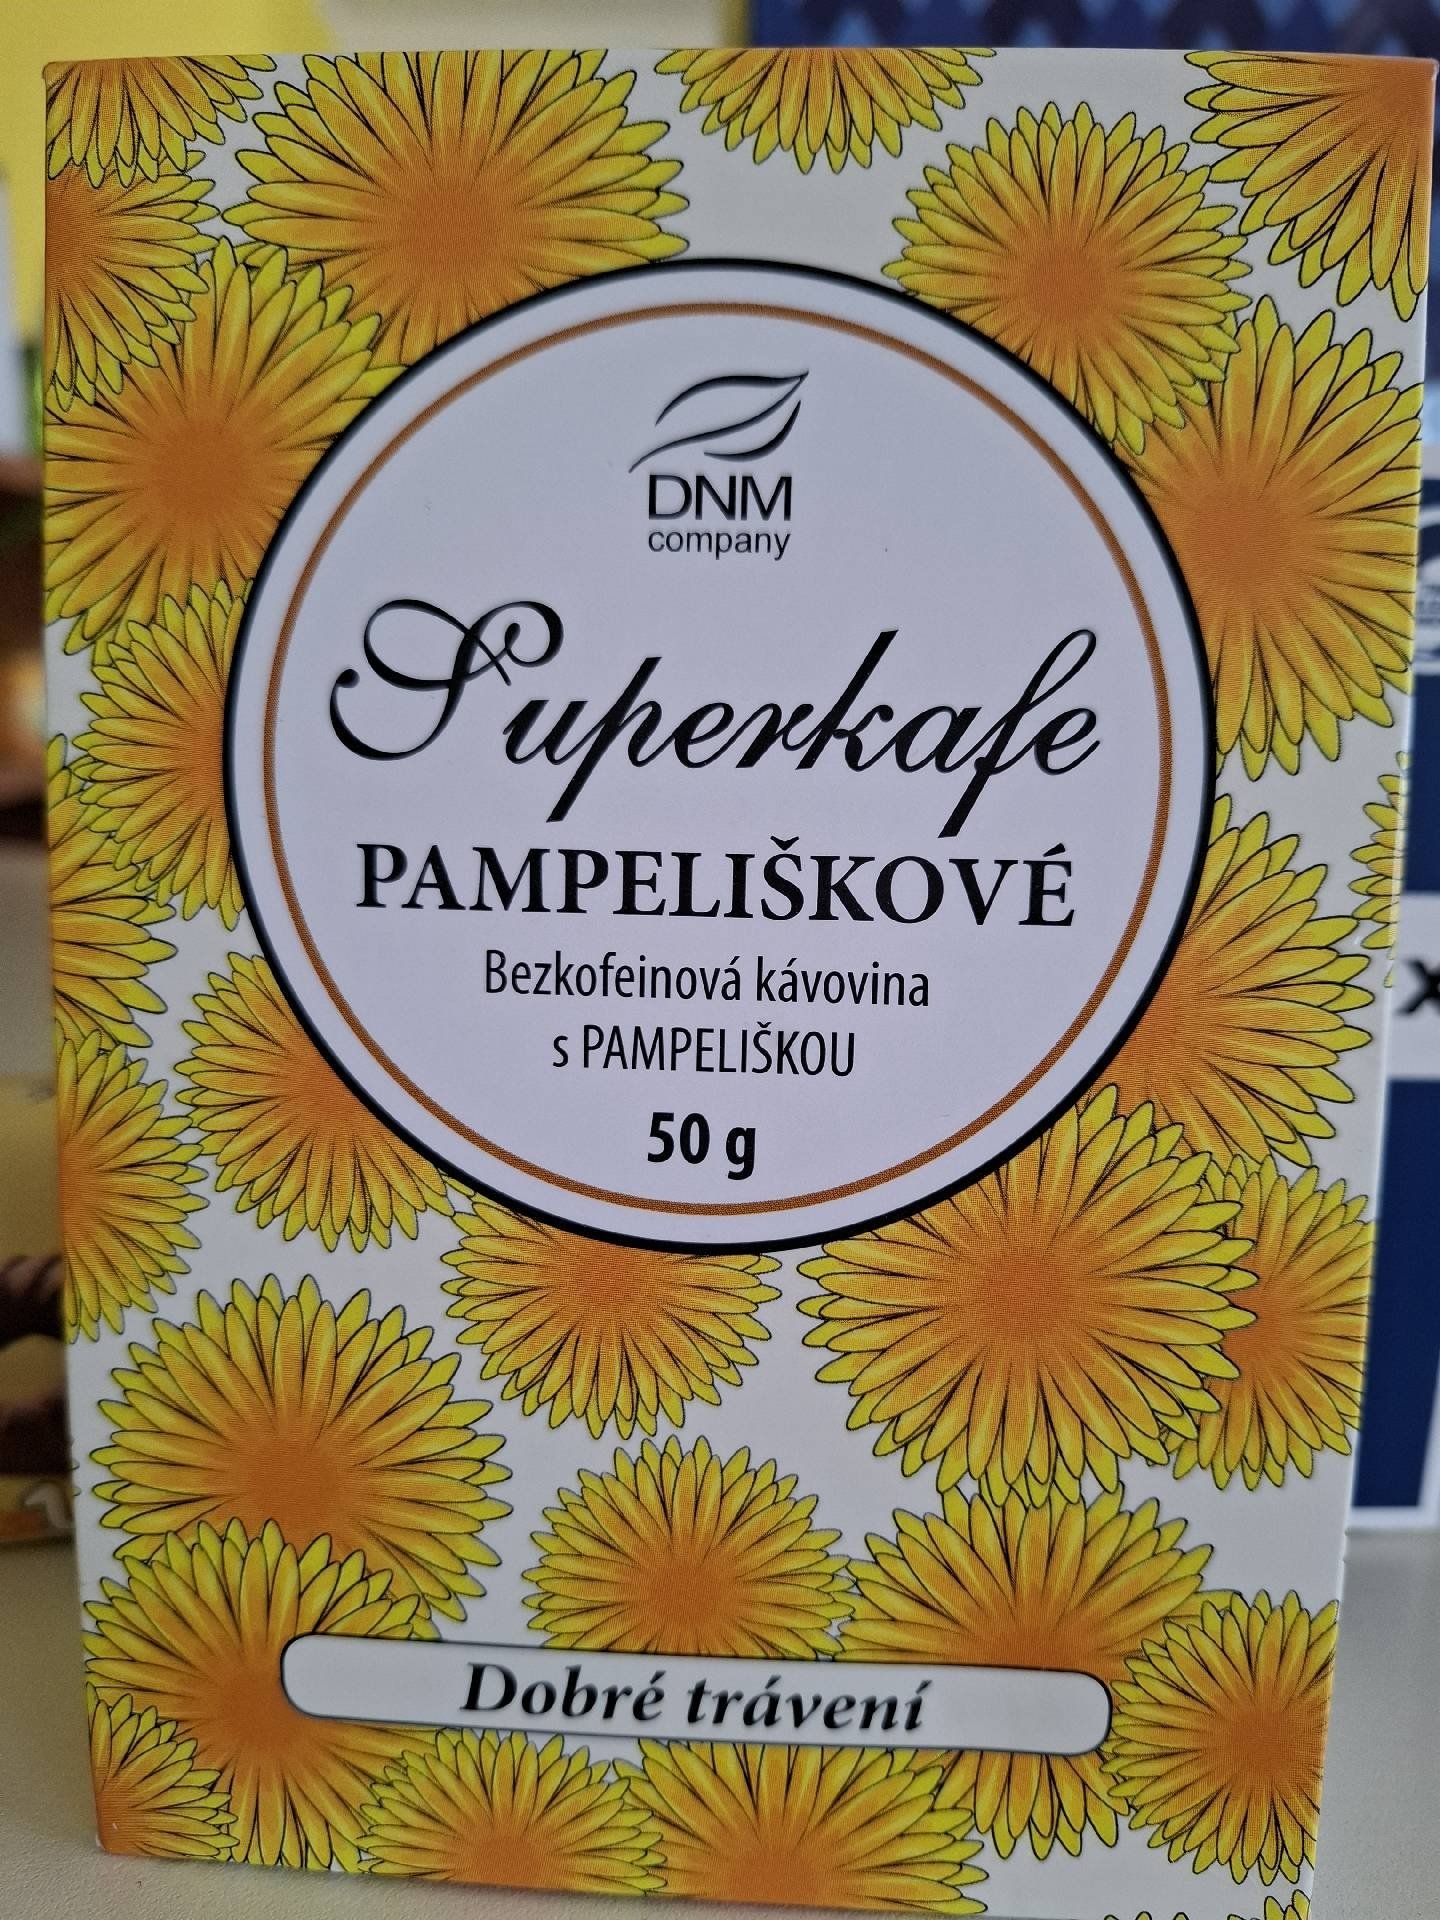 DNM
company
Superkafe
PAMPELIŠKOVÉ
Bezkofeinová kávovina
s PAMPELIŠKOU
50 g
Dobré trávení